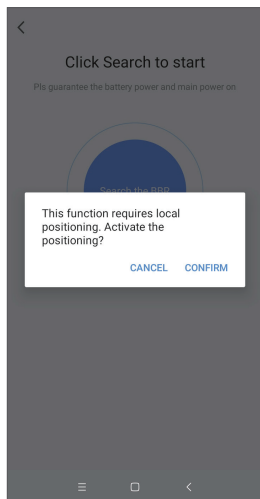 Click Search to start
Pls guarantee the battery power and main power on
Search the BBR
This function requires local
positioning. Activate the
positioning?
CANCEL CONFIRM